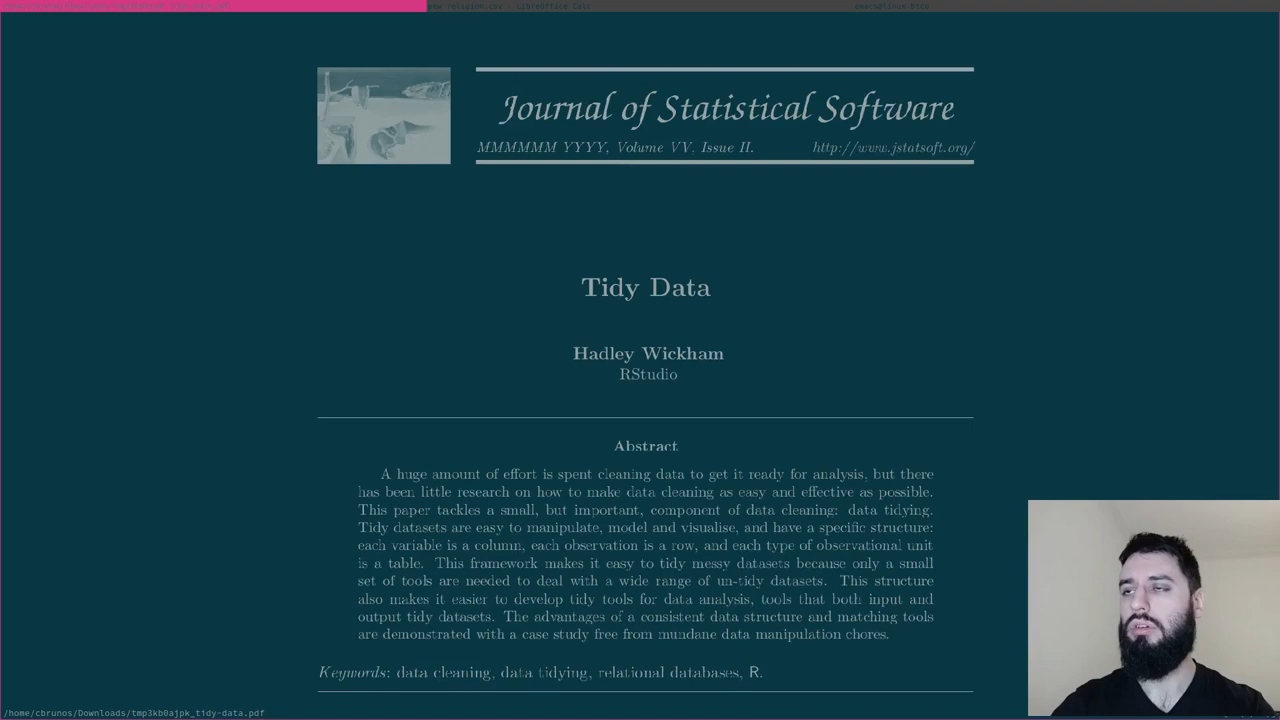 pew religion.csv - LibreOffice Calc
Journal of Statistical Software
MMMMMM YYYY, Volume VV, Issue II.
http://www.jstatsoft.org/
Tidy Data
Hadley Wickham
RStudio
Abstract
A huge amount of effort is spent cleaning data to get it ready for analysis, but there
has been little research on how to make data cleaning as easy and effective as possible.
This paper tackles a small, but important, component of data cleaning: data tidying.
Tidy datasets are easy to manipulate, model and visualise, and have a specific structure:
each variable is a column, each observation is a row, and each type of observational unit
is a table. This framework makes it easy to tidy messy datasets because only a small
set of tools are needed to deal with a wide range of un-tidy datasets. This structure
also makes it easier to develop tidy tools for data analysis, tools that both input and
output tidy datasets. The advantages of a consistent data structure and matching tools
are demonstrated with a case study free from mundane data manipulation chores.
Keywords: data cleaning, data tidying, relational databases, R.
/home/cbrunos/Downloads/tmp3kb0ajpk_tidy-data.pdf